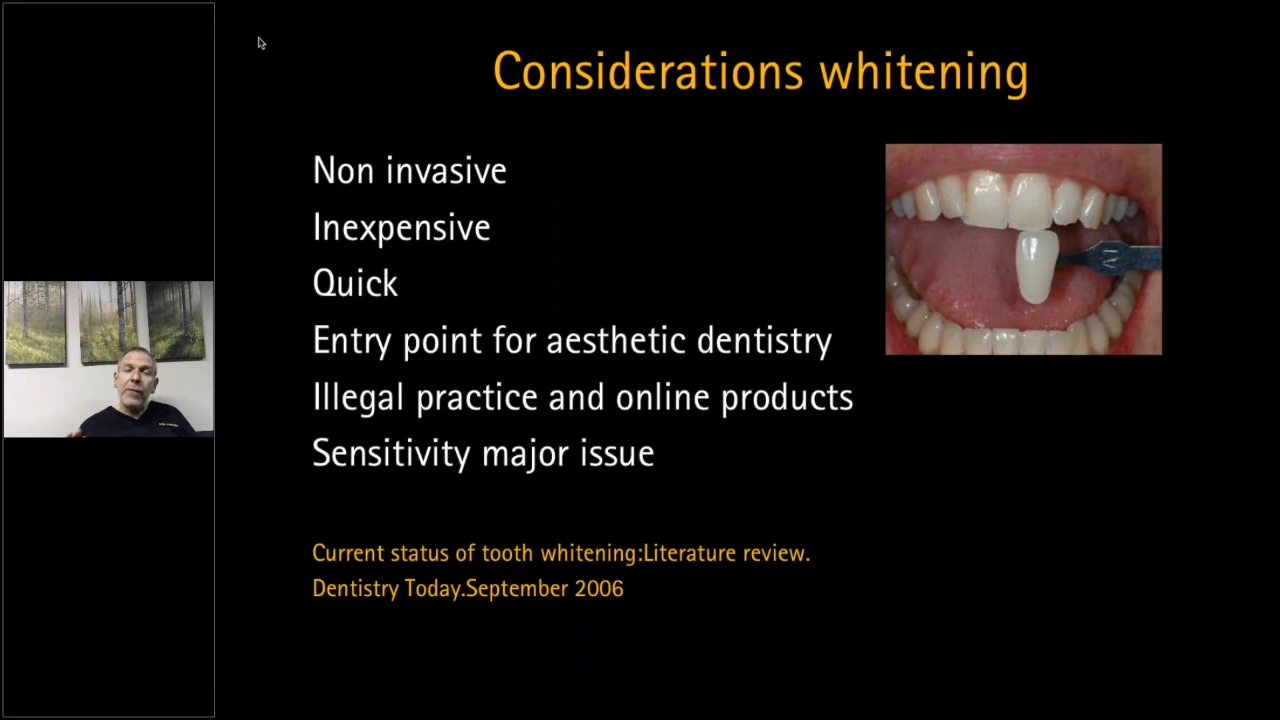 Considerations whitening
Non invasive
Inexpensive
Quick
Entry point for aesthetic dentistry
Illegal practice and online products
Sensitivity major issue
Current status of tooth whitening:Literature review.
Dentistry Today.September 2006